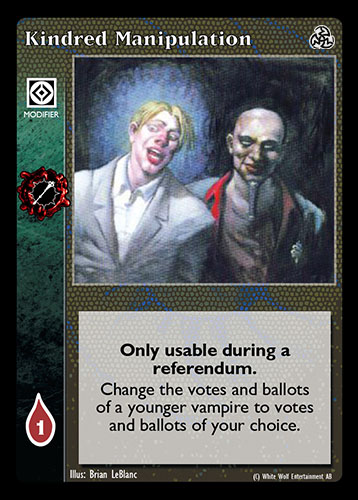 Kindred Manipulation
MODIFIER
Only usable during a
referendum.
Change the votes and ballots
of a younger vampire to votes
and ballots of your choice.
1
Illus: Brian LeBlanc
(C) White Wolf Entertainment AB